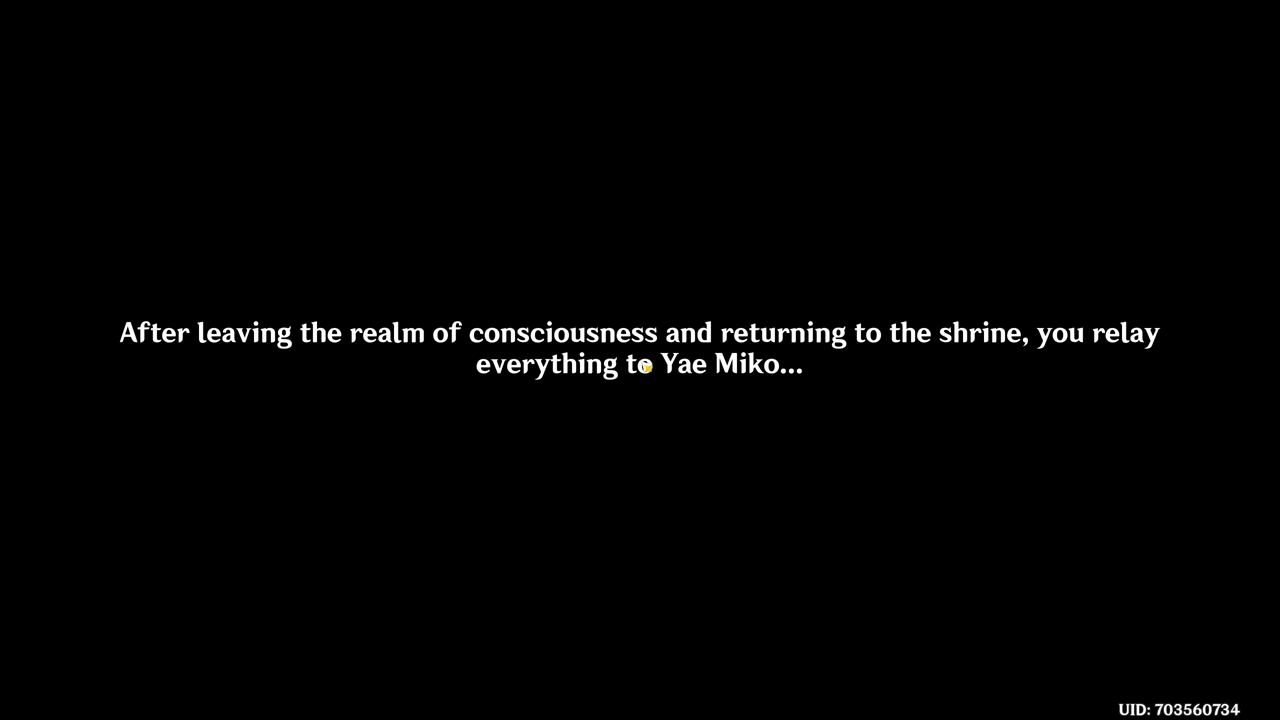 After leaving the realm of consciousness and returning to the shrine, you relay
everything to Yae Miko...
UID: 703560734